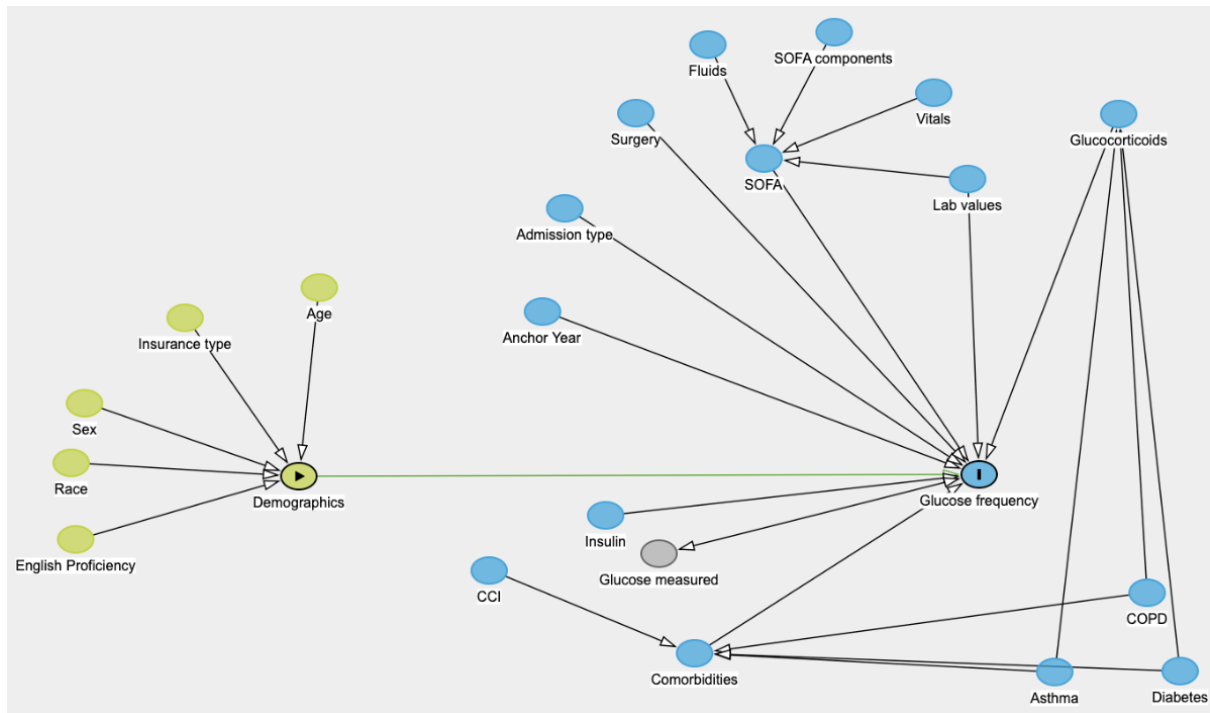 Fluids
SOFA components
Vitals
Surgery
Glucocorticoids
SOFA
Lab values
Admission type
Age
Insurance type
Anchor Year
Sex
Race
Demographics
Glucose frequency
English Proficiency
Insulin
Glucose measured
CCI
COPD
Comorbidities
Asthma
Diabetes